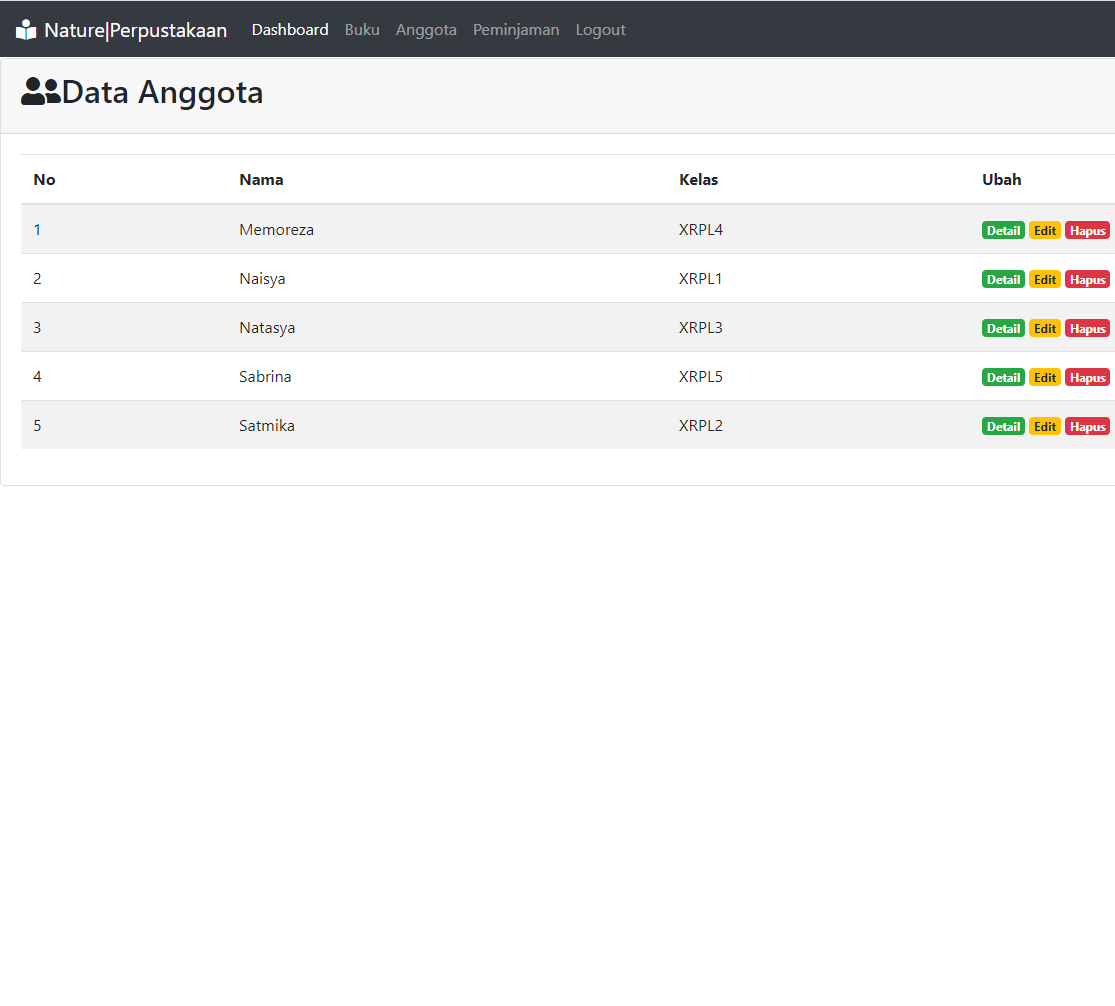 Nature|Perpustakaan Dashboard Buku Anggota Peminjaman Logout
Data Anggota
No Nama Kelas Ubah
1 Memoreza XRPL4 Detail Edit Hapus
2 Naisya XRPL1 Detail Edit Hapus
3 Natasya XRPL3 Detail Edit Hapus
4 Sabrina XRPL5 Detail Edit Hapus
5 Satmika XRPL2 Detail Edit Hapus